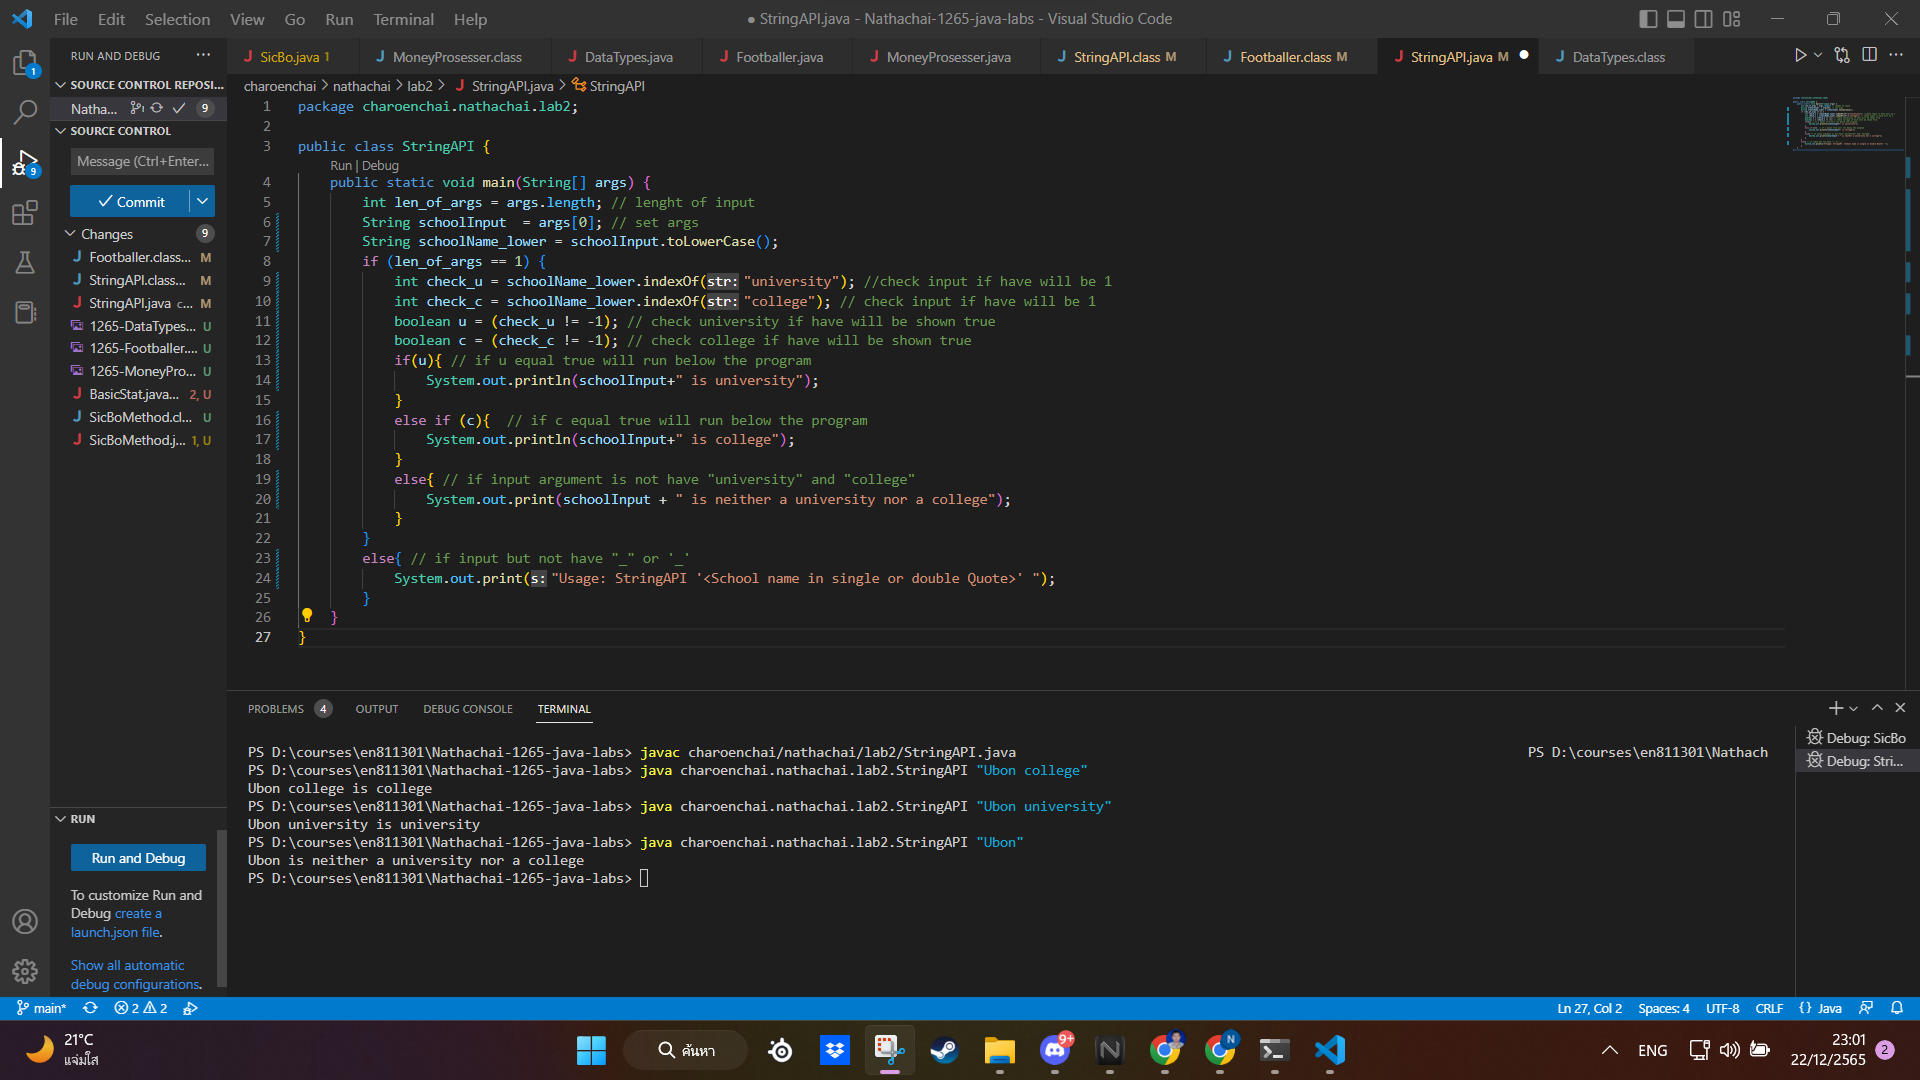 File Edit Selection View Go Run Terminal Help
● StringAPI.java - Nathachai-1265-java-labs - Visual Studio Code
RUN AND DEBUG ···
SicBo.java 1
MoneyProsesser.class
DataTypes.java
Footballer.java
MoneyProsesser.java
StringAPI.class M
Footballer.class M
StringAPI.java M ●
DataTypes.class
SOURCE CONTROL REPOSI...
Natha... 9
SOURCE CONTROL
Message (Ctrl+Enter...
Commit
Changes 9
Footballer.class... M
StringAPI.class... M
StringAPI.java c... M
1265-DataTypes... U
1265-Footballer.... U
1265-MoneyPro... U
BasicStat.java... 2, U
SicBoMethod.cl... U
SicBoMethod.j... 1, U
RUN
Run and Debug
To customize Run and
Debug create a
launch.json file.
Show all automatic
debug configurations.
charoenchai > nathachai > lab2 > StringAPI.java > StringAPI
1 package charoenchai.nathachai.lab2;
2
3 public class StringAPI {
Run | Debug
4 public static void main(String[] args) {
5 int len_of_args = args.length; // lenght of input
6 String schoolInput  = args[0]; // set args
7 String schoolName_lower = schoolInput.toLowerCase();
8 if (len_of_args == 1) {
9 int check_u = schoolName_lower.indexOf(str: "university"); //check input if have will be 1
10 int check_c = schoolName_lower.indexOf(str: "college"); // check input if have will be 1
11 boolean u = (check_u != -1); // check university if have will be shown true
12 boolean c = (check_c != -1); // check college if have will be shown true
13 if(u){ // if u equal true will run below the program
14 System.out.println(schoolInput+" is university");
15 }
16 else if (c){  // if c equal true will run below the program
17 System.out.println(schoolInput+" is college");
18 }
19 else{ // if input argument is not have "university" and "college"
20 System.out.print(schoolInput + " is neither a university nor a college");
21 }
22 }
23 else{ // if input but not have "_" or '_'
24 System.out.print(s: "Usage: StringAPI '<School name in single or double Quote>' ");
25 }
26 }
27 }
PROBLEMS 4 OUTPUT DEBUG CONSOLE TERMINAL
PS D:\courses\en811301\Nathachai-1265-java-labs> javac charoenchai/nathachai/lab2/StringAPI.java PS D:\courses\en811301\Nathach
PS D:\courses\en811301\Nathachai-1265-java-labs> java charoenchai.nathachai.lab2.StringAPI "Ubon college"
Ubon college is college
PS D:\courses\en811301\Nathachai-1265-java-labs> java charoenchai.nathachai.lab2.StringAPI "Ubon university"
Ubon university is university
PS D:\courses\en811301\Nathachai-1265-java-labs> java charoenchai.nathachai.lab2.StringAPI "Ubon"
Ubon is neither a university nor a college
PS D:\courses\en811301\Nathachai-1265-java-labs>
Debug: SicBo
Debug: Stri...
main* 2 2
Ln 27, Col 2 Spaces: 4 UTF-8 CRLF {} Java
21°C
แจ่มใส
ค้นหา
9+
N
ENG
23:01
22/12/2565
2